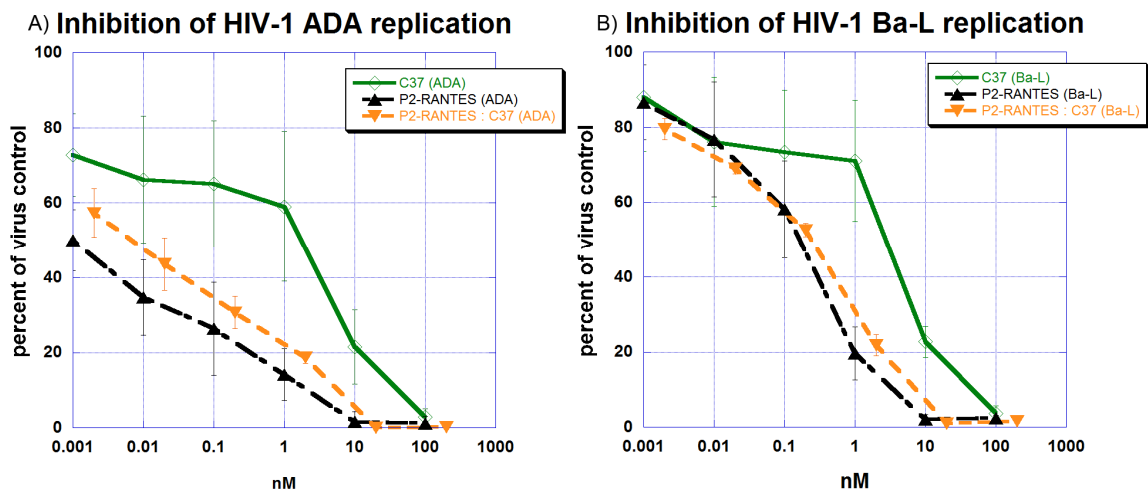 A) Inhibition of HIV-1 ADA replication
100
80
60
40
20
0
percent of virus control
C37 (ADA)
P2-RANTES (ADA)
P2-RANTES : C37 (ADA)
0.001 0.01 0.1 1 10 100 1000
nM
B) Inhibition of HIV-1 Ba-L replication
100
80
60
40
20
0
percent of virus control
C37 (Ba-L)
P2-RANTES (Ba-L)
P2-RANTES : C37 (Ba-L)
0.001 0.01 0.1 1 10 100 1000
nM